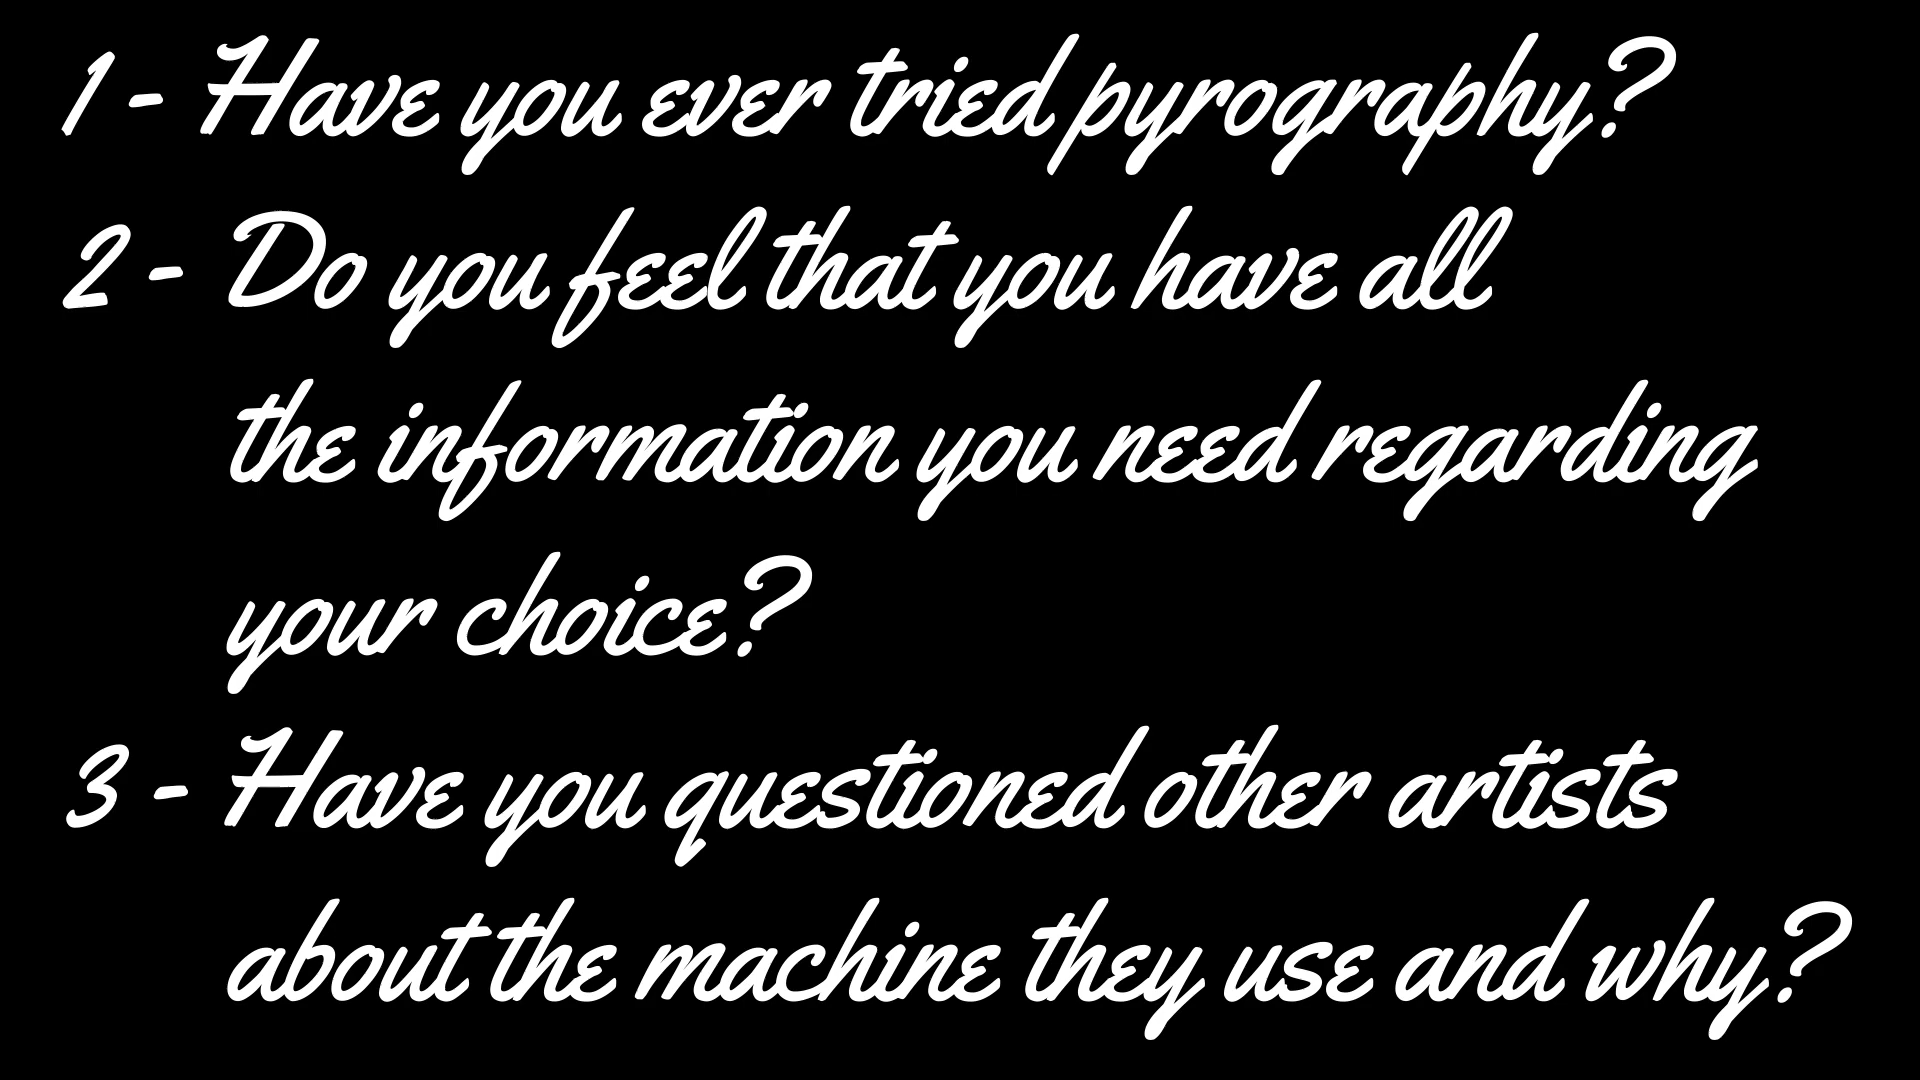 1 - Have you ever tried pyrography?
2 - Do you feel that you have all
the information you need regarding
your choice?
3 - Have you questioned other artists
about the machine they use and why?